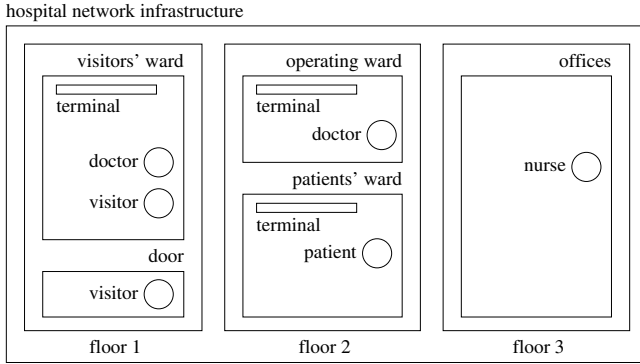 hospital network infrastructure
visitors' ward
terminal
doctor
visitor
door
visitor
floor 1
operating ward
terminal
doctor
patients' ward
terminal
patient
floor 2
offices
nurse
floor 3